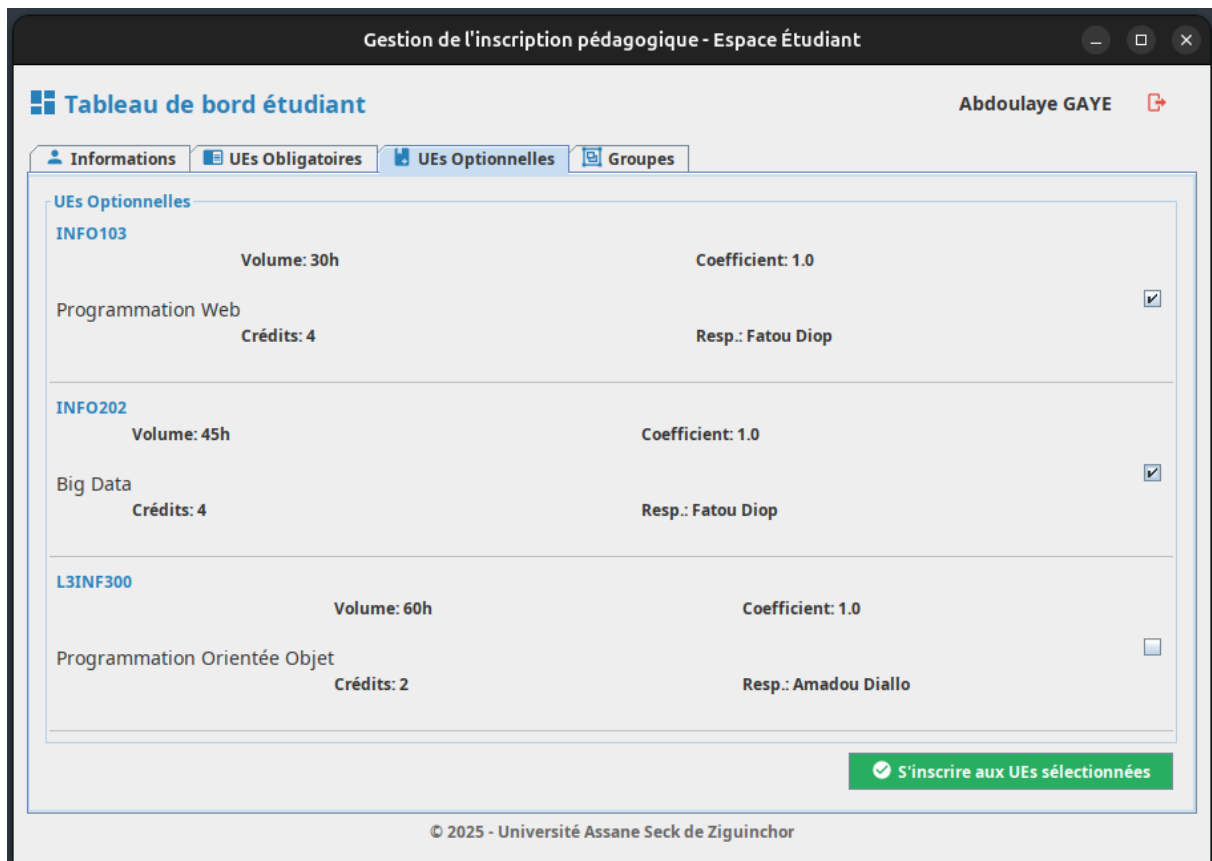 Gestion de l'inscription pédagogique - Espace Étudiant
Tableau de bord étudiant
Abdoulaye GAYE
Informations
UEs Obligatoires
UEs Optionnelles
Groupes
UEs Optionnelles
INFO103
Volume: 30h
Coefficient: 1.0
Programmation Web
Crédits: 4
Resp.: Fatou Diop
INFO202
Volume: 45h
Coefficient: 1.0
Big Data
Crédits: 4
Resp.: Fatou Diop
L3INF300
Volume: 60h
Coefficient: 1.0
Programmation Orientée Objet
Crédits: 2
Resp.: Amadou Diallo
S'inscrire aux UEs sélectionnées
© 2025 - Université Assane Seck de Ziguinchor